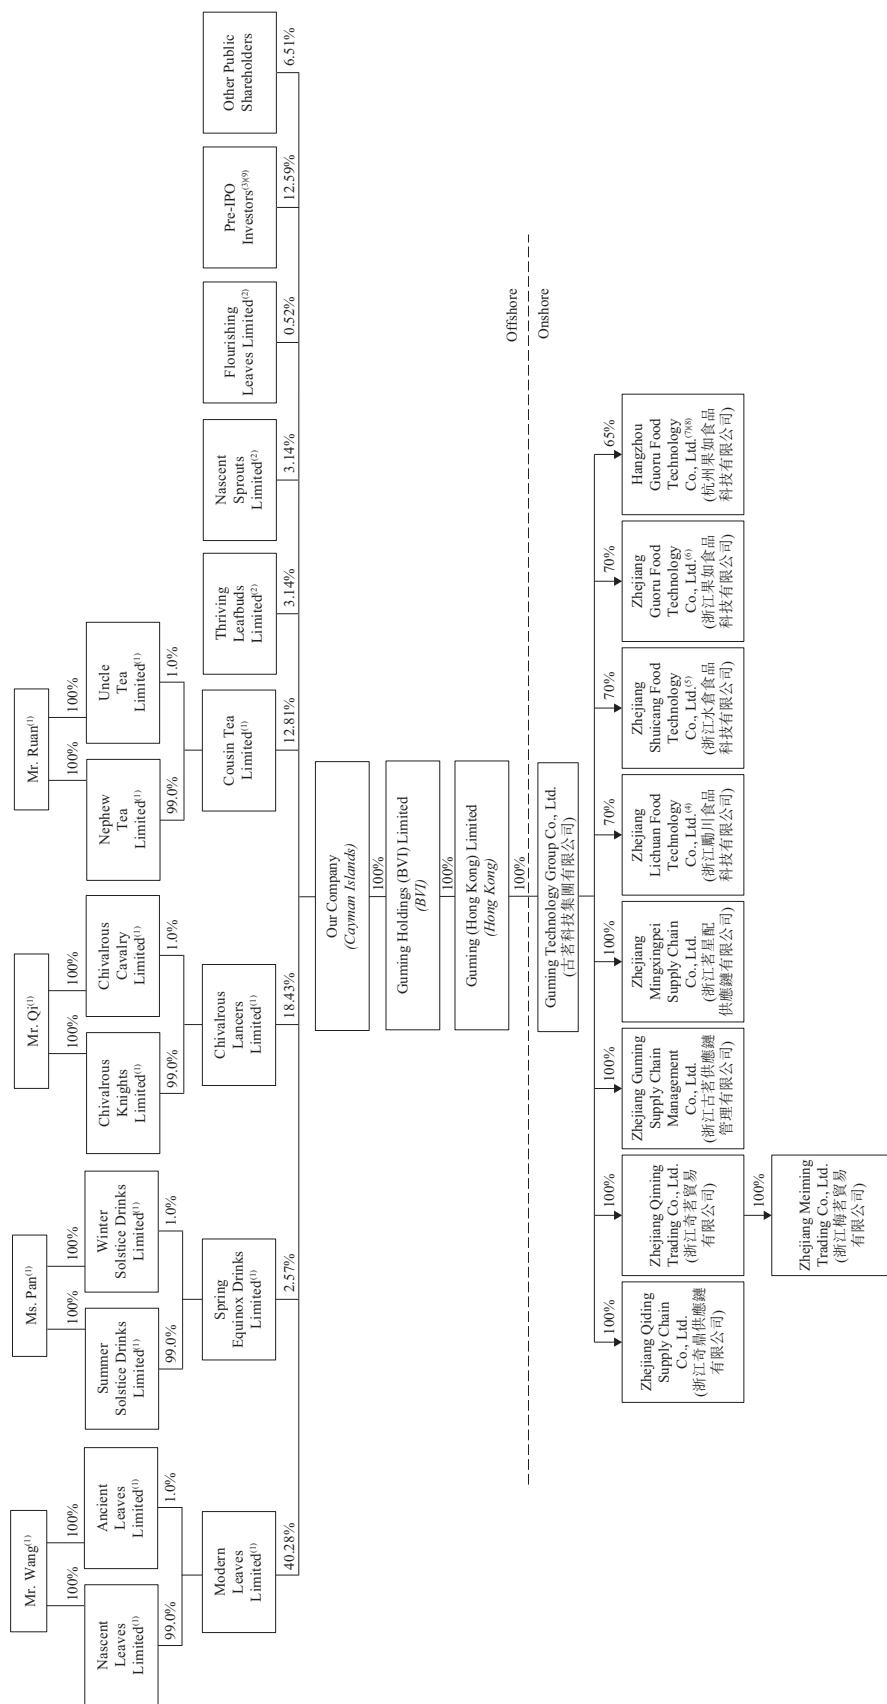 Mr. Wang(1)
Ms. Pan(1)
Mr. Qi(1)
Mr. Ruan(1)
100%
100%
100%
100%
100%
100%
100%
100%
Nascent
Leaves
Limited(1)
Ancient
Leaves
Limited(1)
Summer
Solstice Drinks
Limited(1)
Winter
Solstice Drinks
Limited(1)
Chivalrous
Knights
Limited(1)
Chivalrous
Cavalry
Limited(1)
Nephew
Tea
Limited(1)
Uncle
Tea
Limited(1)
99.0%
1.0%
99.0%
1.0%
99.0%
1.0%
99.0%
1.0%
Modern
Leaves
Limited(1)
Spring
Equinox Drinks
Limited(1)
Chivalrous
Lancers
Limited(1)
Cousin Tea
Limited(1)
Thriving
Leafbuds
Limited(2)
Nascent
Sprouts
Limited(2)
Flourishing
Leaves Limited(2)
Pre-IPO
Investors(3)(9)
Other Public
Shareholders
40.28%
2.57%
18.43%
12.81%
3.14%
3.14%
0.52%
12.59%
6.51%
Our Company
(Cayman Islands)
100%
Guming Holdings (BVI) Limited
(BVI)
100%
Guming (Hong Kong) Limited
(Hong Kong)
100%
Offshore
Onshore
Guming Technology Group Co., Ltd.
(古茗科技集團有限公司)
100%
100%
100%
100%
70%
70%
70%
65%
Zhejiang Qiding
Supply Chain
Co., Ltd.
(浙江奇鼎供應鏈
有限公司)
Zhejiang Qiming
Trading Co., Ltd.
(浙江奇茗貿易
有限公司)
Zhejiang Guming
Supply Chain
Management
Co., Ltd.
(浙江古茗供應鏈
管理有限公司)
Zhejiang
Mingxingpei
Supply Chain
Co., Ltd.
(浙江茗星配
供應鏈有限公司)
Zhejiang
Lichuan Food
Technology
Co., Ltd.(4)
(浙江勵川食品
科技有限公司)
Zhejiang
Shuicang Food
Technology
Co., Ltd.(5)
(浙江水倉食品
科技有限公司)
Zhejiang
Guoru Food
Technology
Co., Ltd.(6)
(浙江果如食品
科技有限公司)
Hangzhou
Guoru Food
Technology
Co., Ltd.(7)(8)
(杭州果如食品
科技有限公司)
100%
Zhejiang Meiming
Trading Co., Ltd.
(浙江梅茗貿易
有限公司)